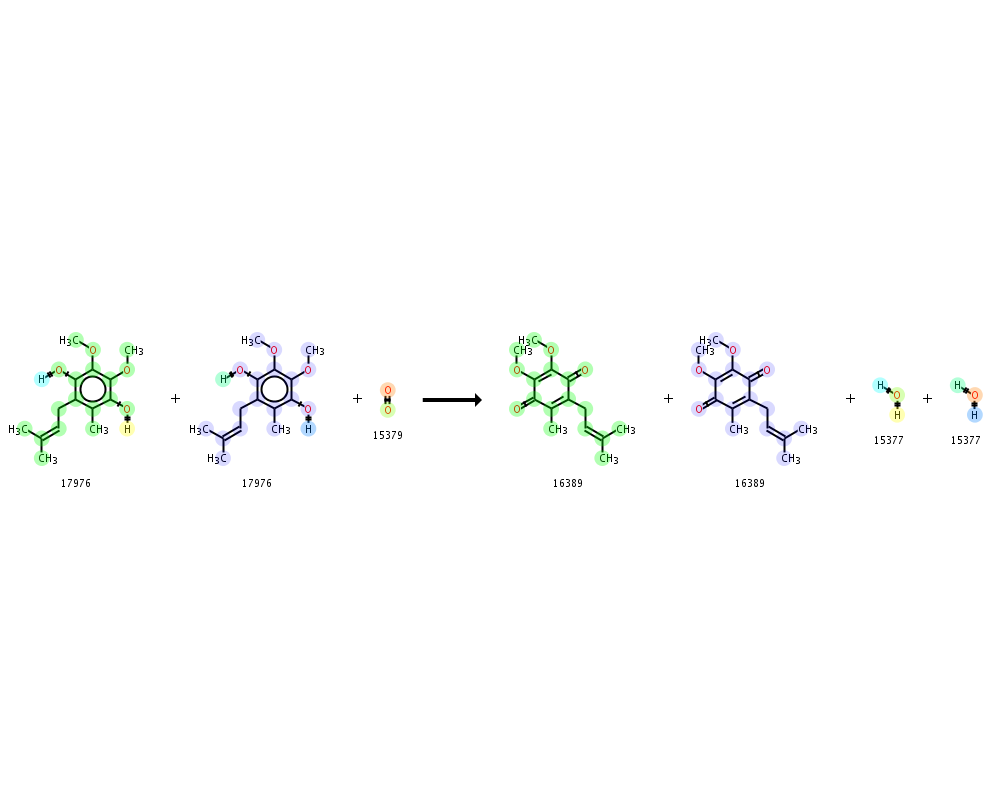 H₃C O CH₃ H O O O H H₃C CH₃ CH₃
+
H₃C O CH₃ H O O O H H₃C CH₃ H₃C
+
O O
H₃C O CH₃ O O O CH₃ CH₃ CH₃
+
H₃C O CH₃ O O O CH₃ CH₃ CH₃
+
H O H
+
H O H
17976
17976
15379
16389
16389
15377
15377